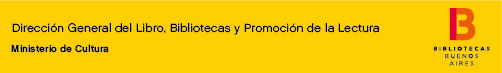 Dirección General del Libro, Bibliotecas y Promoción de la Lectura
Ministerio de Cultura
B
BIBLIOTECAS
BUENOS
AIRES